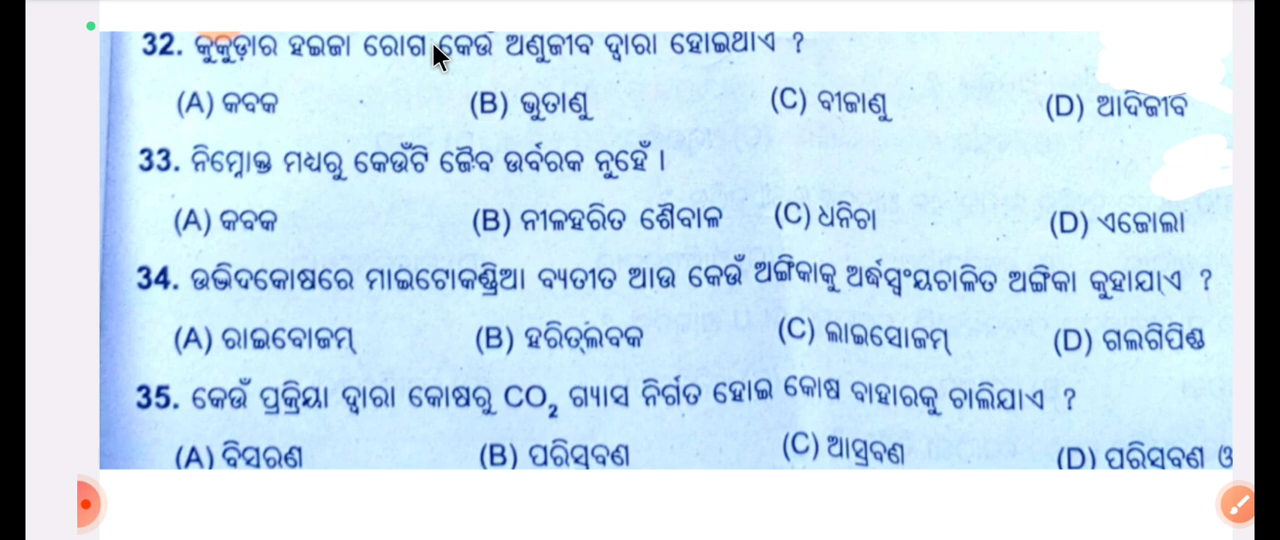 32. କୁକୁଡ଼ାର ହଇଜା ରୋଗ କେଉଁ ଅଣୁଜୀବ ଦ୍ୱାରା ହୋଇଥାଏ ?
(A) କବକ (B) ଭୁତାଣୁ (C) ବୀଜାଣୁ (D) ଆଦିଜୀବ
33. ନିମ୍ନୋକ୍ତ ମଧ୍ୟରୁ କେଉଁଟି ଜୈବ ଉର୍ବରକ ନୁହେଁ ।
(A) କବକ (B) ନୀଳହରିତ ଶୈବାଳ (C) ଧନିଚା (D) ଏଜୋଲା
34. ଉଦ୍ଭିଦକୋଷରେ ମାଇଟୋକଣ୍ଡ୍ରିଆ ବ୍ୟତୀତ ଆଉ କେଉଁ ଅଙ୍ଗିକାକୁ ଅର୍ଦ୍ଧସ୍ୱଂୟଚାଳିତ ଅଙ୍ଗିକା କୁହାଯାଏ ?
(A) ରାଇବୋଜମ୍ (B) ହରିତ୍‌ଲବକ (C) ଲାଇସୋଜମ୍ (D) ଗଲଗିପିଣ୍ଡ
35. କେଉଁ ପ୍ରକ୍ରିୟା ଦ୍ୱାରା କୋଷରୁ CO₂ ଗ୍ୟାସ ନିର୍ଗତ ହୋଇ କୋଷ ବାହାରକୁ ଚାଲିଯାଏ ?
(A) ବିସରଣ (B) ପରିସ୍ରବଣ (C) ଆସ୍ରବଣ (D) ପରିସ୍ରବଣ ଓ